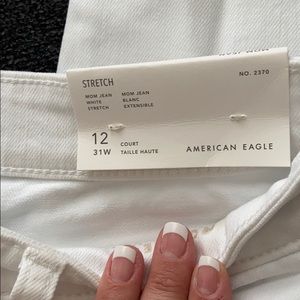 STRETCH
NO. 2370
MOM JEAN
WHITE
STRETCH
MOM JEAN
BLANC
EXTENSIBLE
12
31W
COURT
TAILLE HAUTE
AMERICAN EAGLE